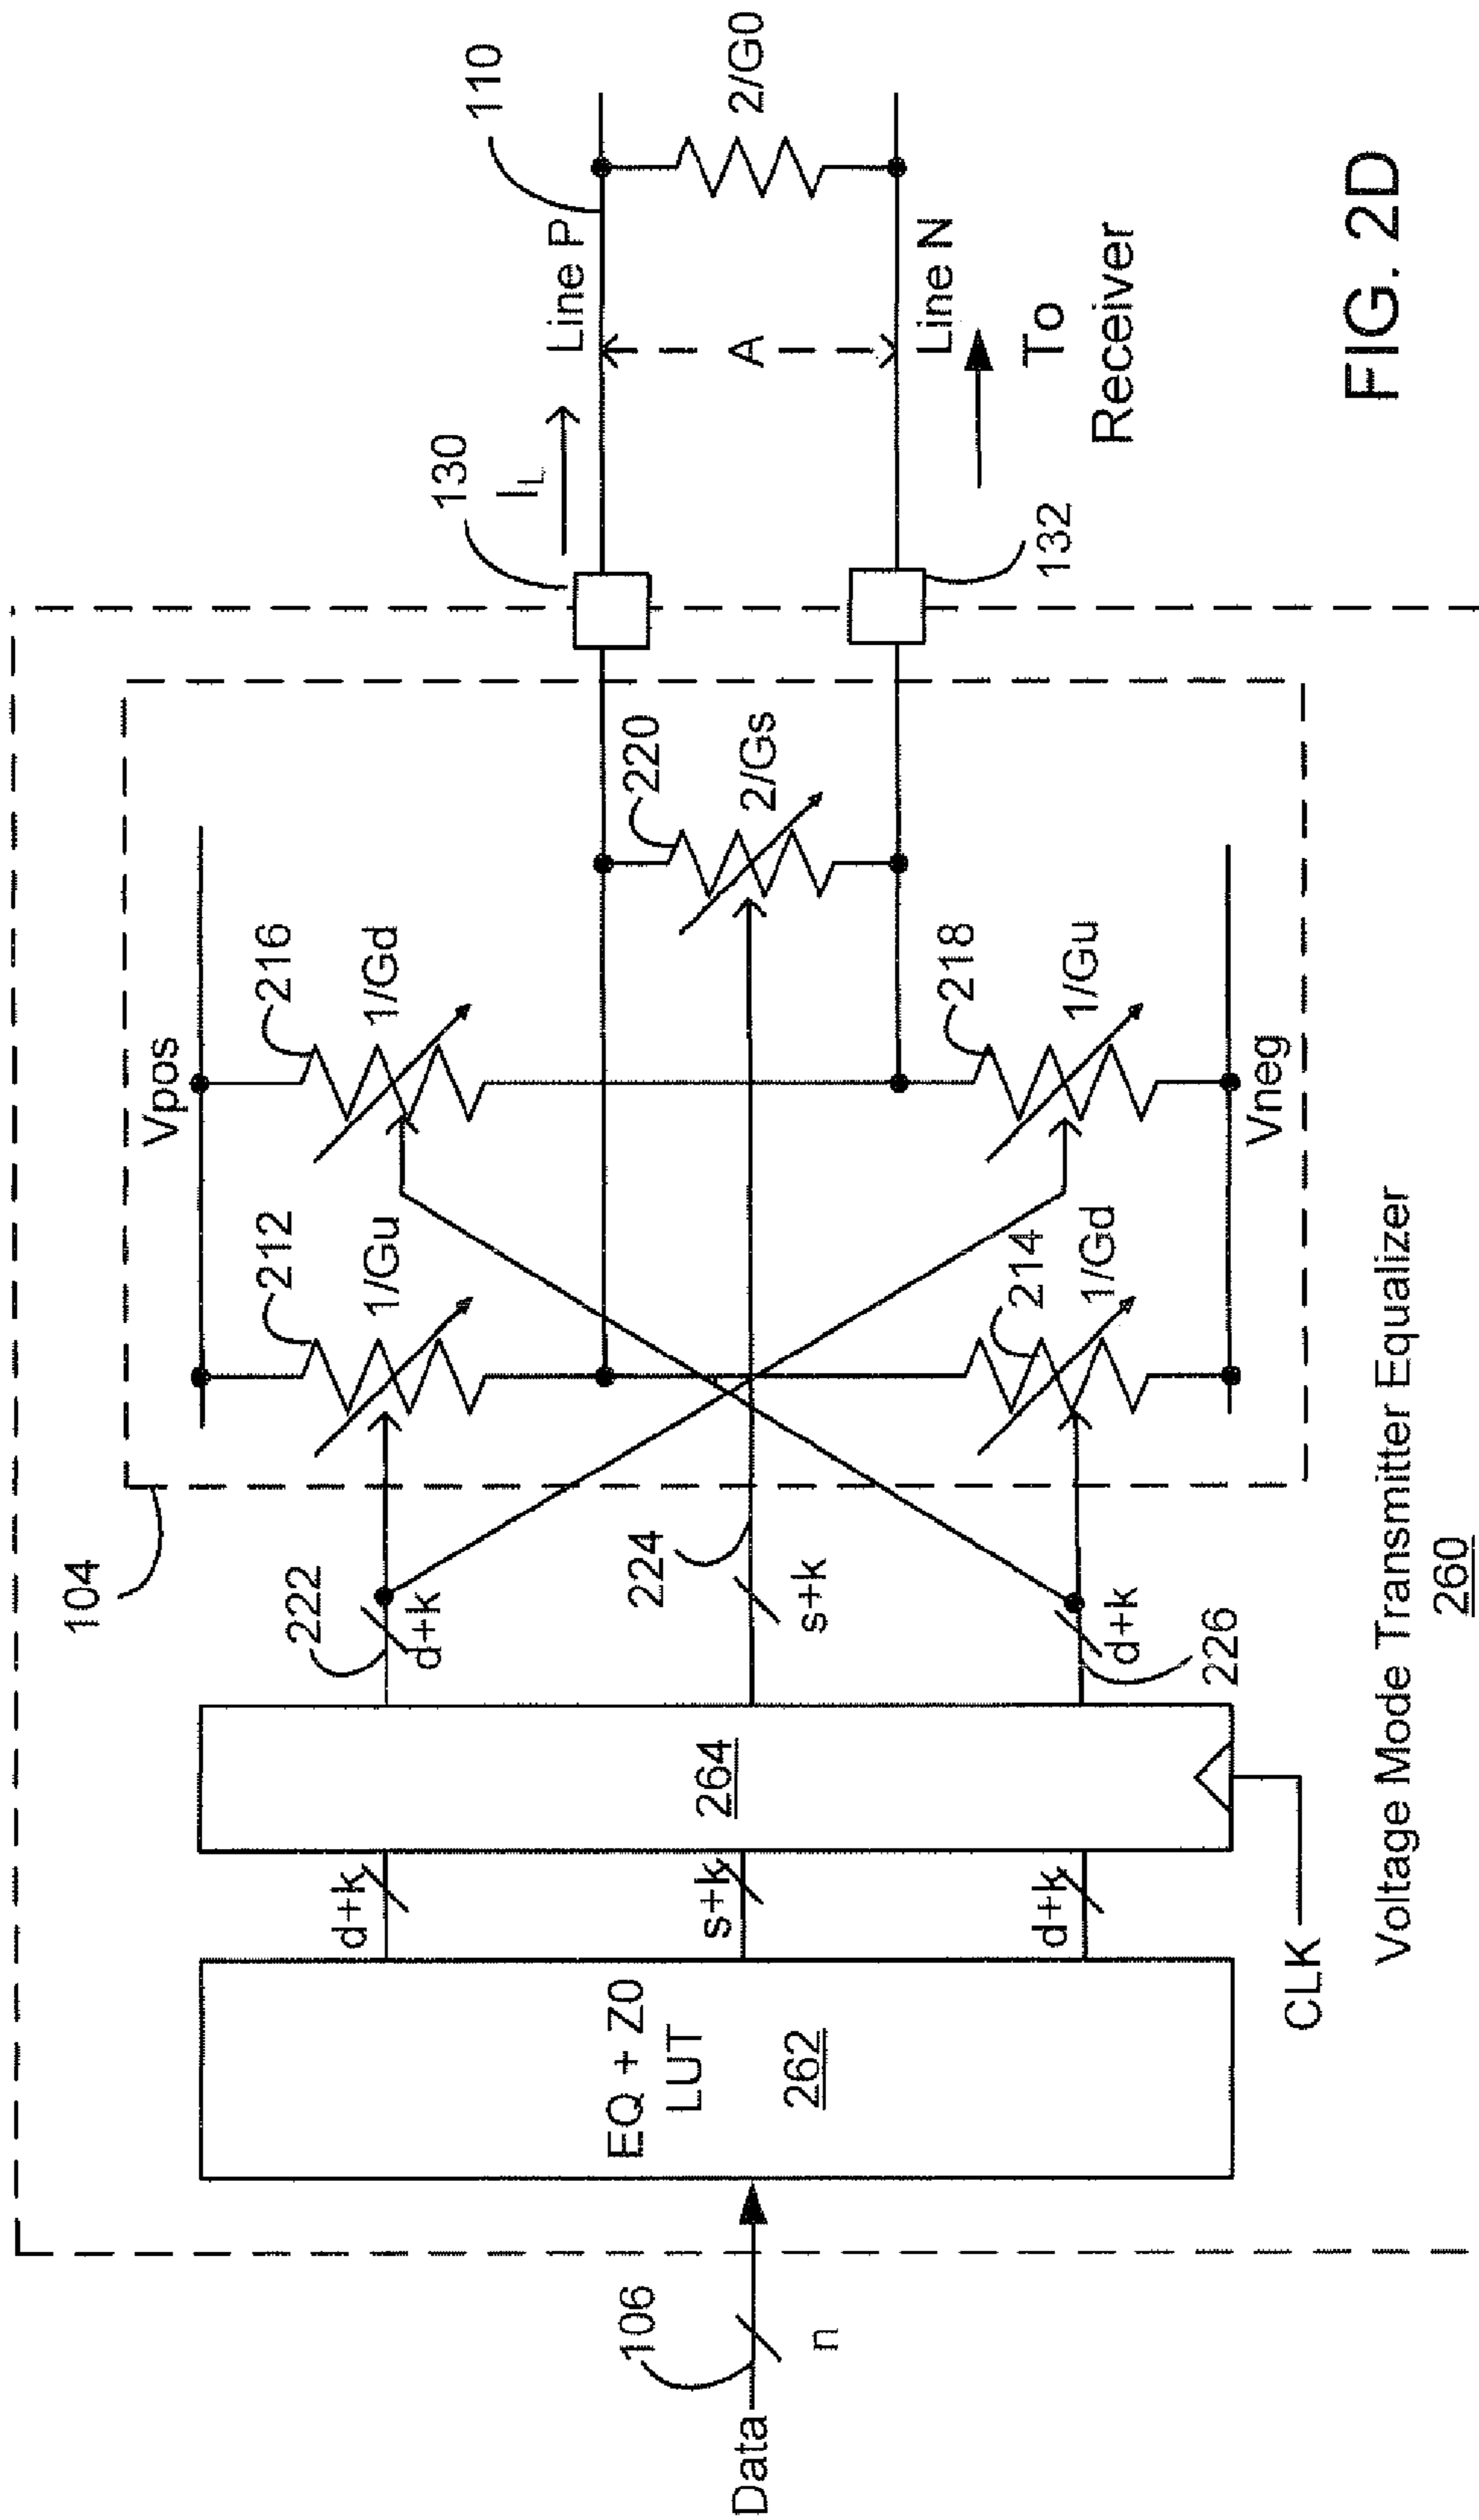 104
222
d+k
224
s+k
d+k
226
Vpos
212
1/Gu
216
1/Gd
214
1/Gd
218
1/Gu
Vneg
220
2/Gs
130
I_L
132
110
Line P
A
Line N
2/G0
To
Receiver
Data
106
n
EQ + Z0
LUT
262
d+k
s+k
d+k
264
CLK
Voltage Mode Transmitter Equalizer
260
FIG. 2D